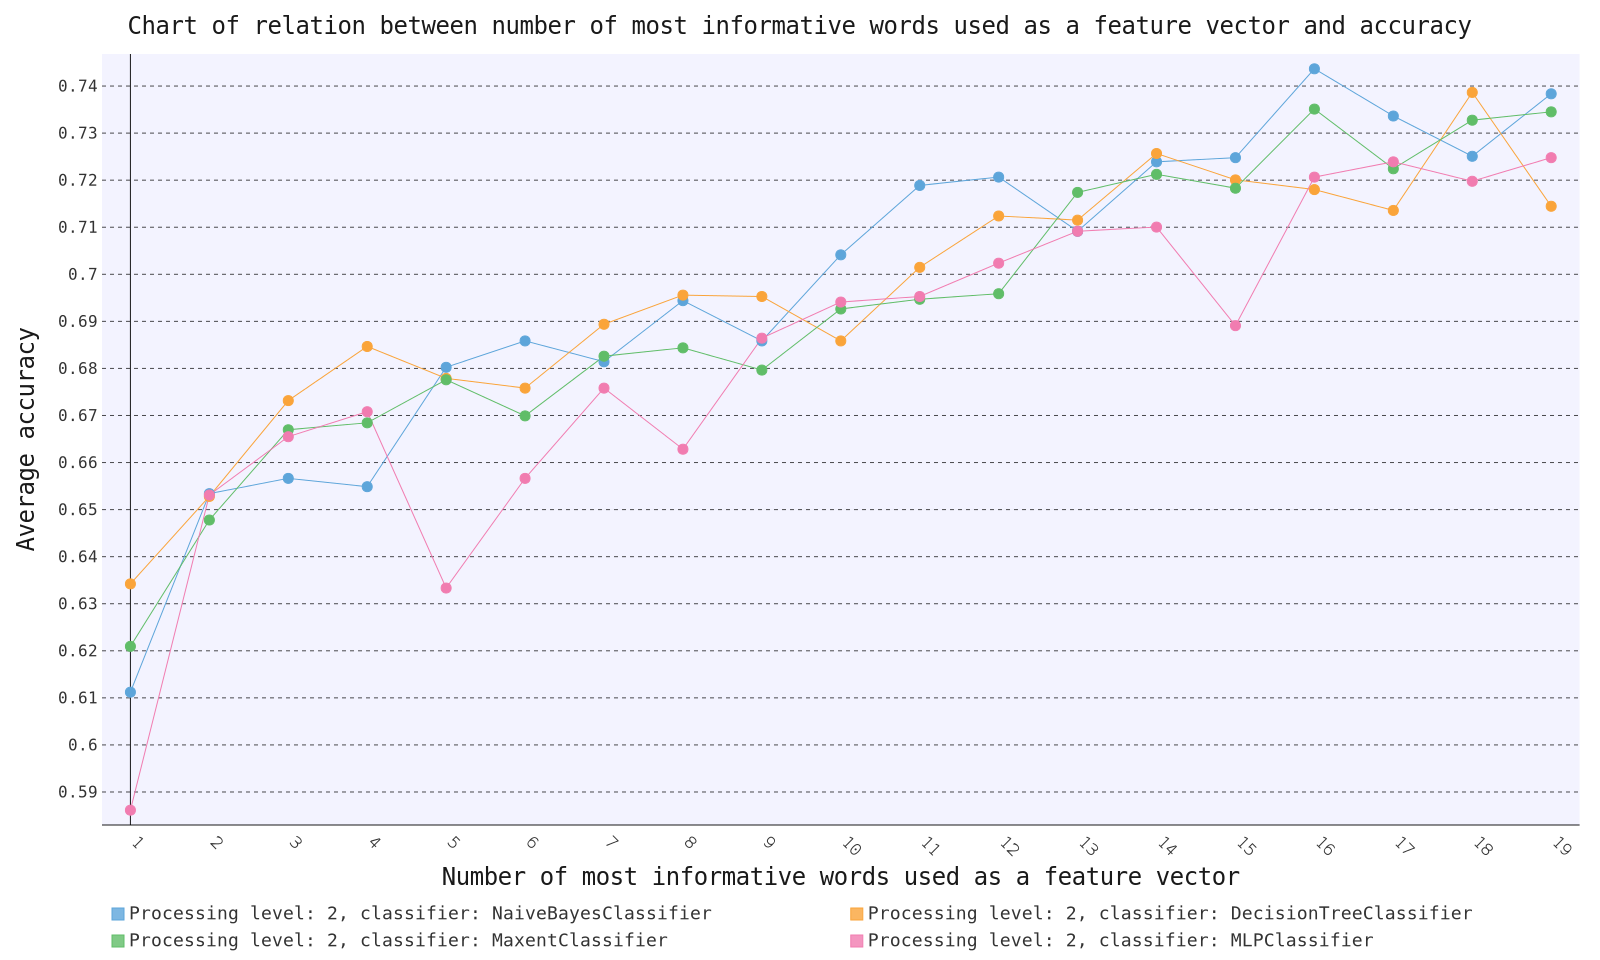 Chart of relation between number of most informative words used as a feature vector and accuracy
0.74
0.73
0.72
0.71
0.7
0.69
0.68
0.67
0.66
0.65
0.64
0.63
0.62
0.61
0.6
0.59
Average accuracy
1 2 3 4 5 6 7 8 9 10 11 12 13 14 15 16 17 18 19
Number of most informative words used as a feature vector
Processing level: 2, classifier: NaiveBayesClassifier
Processing level: 2, classifier: DecisionTreeClassifier
Processing level: 2, classifier: MaxentClassifier
Processing level: 2, classifier: MLPClassifier